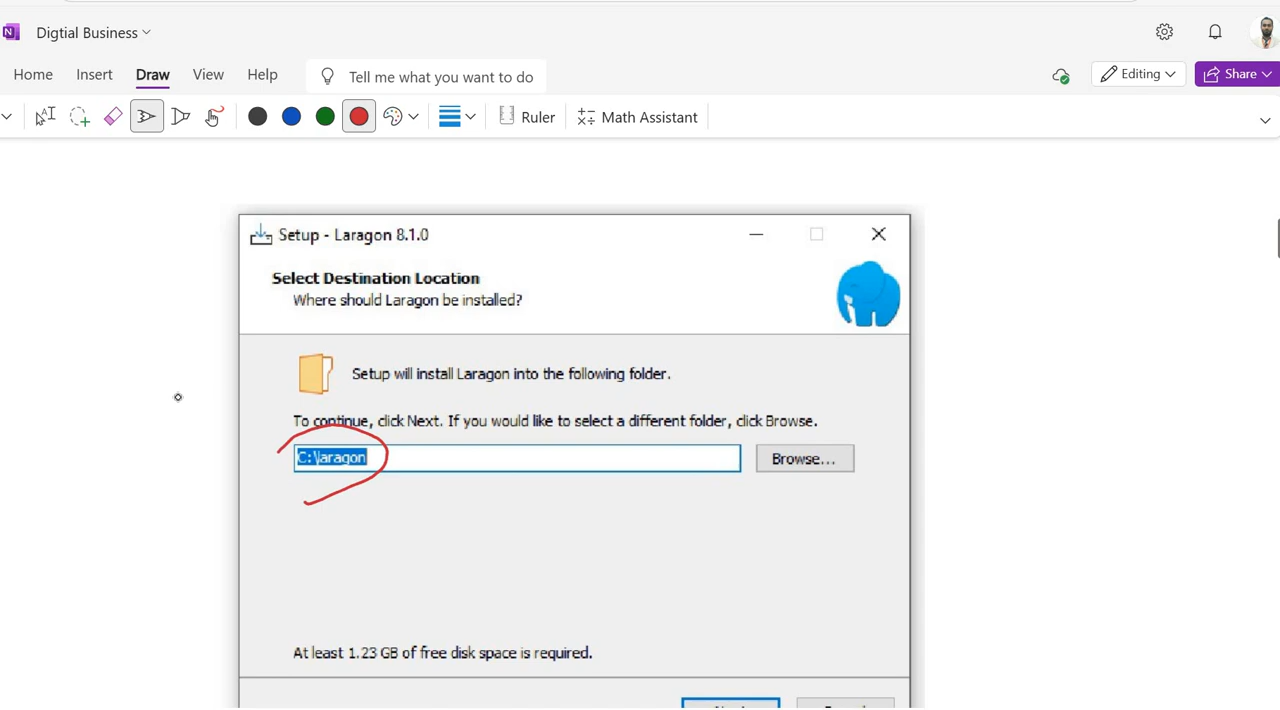 Digtial Business
Home Insert Draw View Help Tell me what you want to do Editing Share
Ruler Math Assistant
Setup - Laragon 8.1.0
Select Destination Location
Where should Laragon be installed?
Setup will install Laragon into the following folder.
To continue, click Next. If you would like to select a different folder, click Browse.
C:\laragon
Browse...
At least 1.23 GB of free disk space is required.